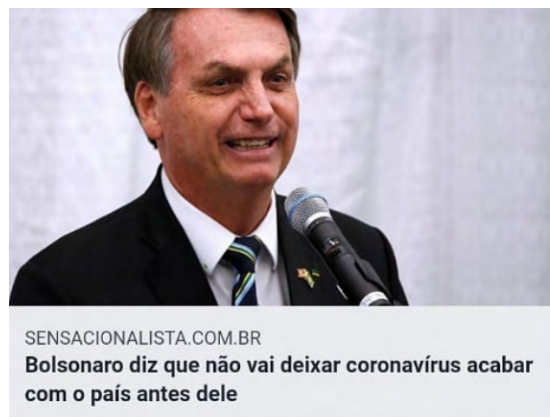 SENSACIONALISTA.COM.BR
Bolsonaro diz que não vai deixar coronavírus acabar
com o país antes dele